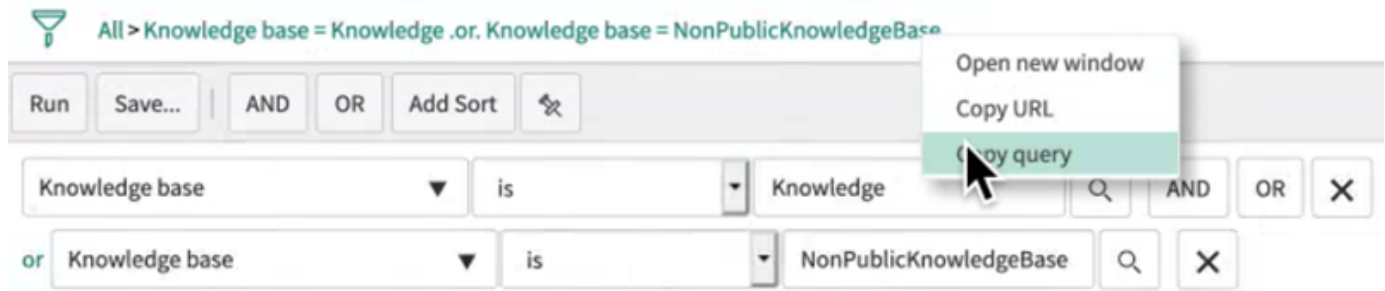 All > Knowledge base = Knowledge .or. Knowledge base = NonPublicKnowledgeBase
Open new window
Copy URL
Copy query
Run Save... AND OR Add Sort
Knowledge base is Knowledge AND OR
or Knowledge base is NonPublicKnowledgeBase